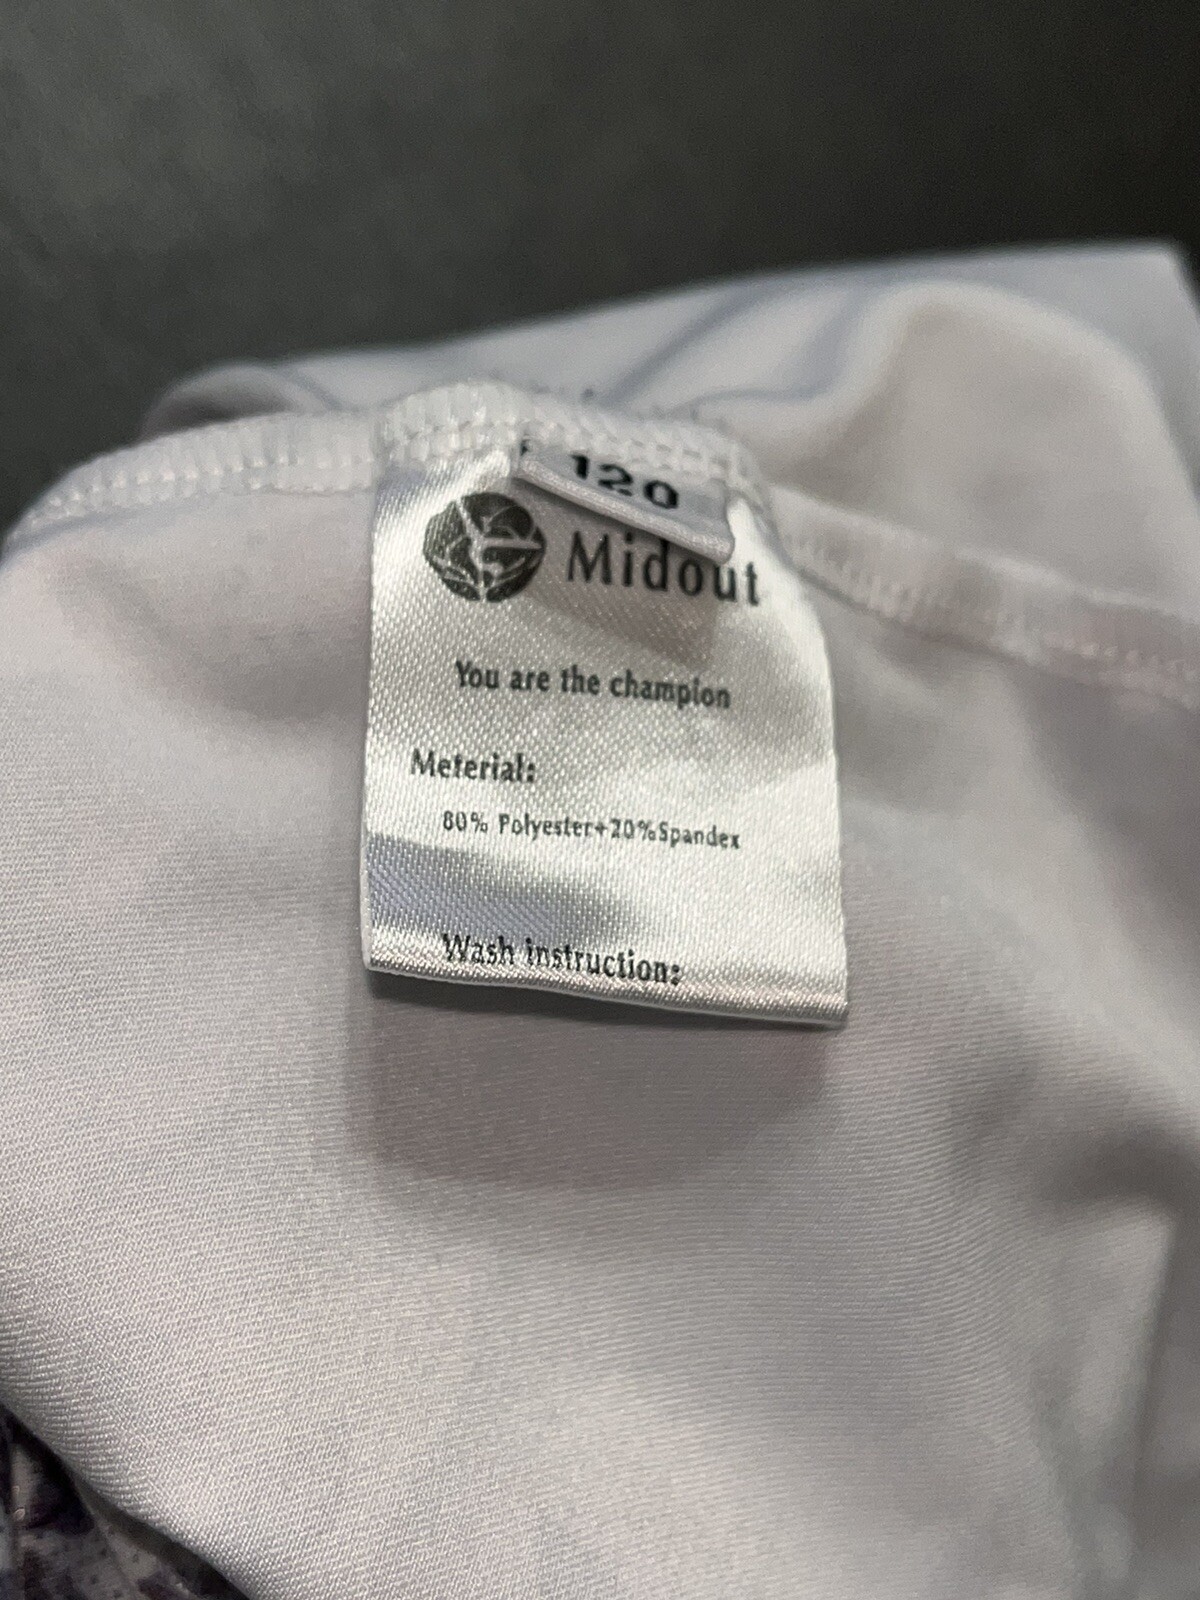 120
Midout
You are the champion
Meterial:
80% Polyester+20%Spandex
Wash instruction: